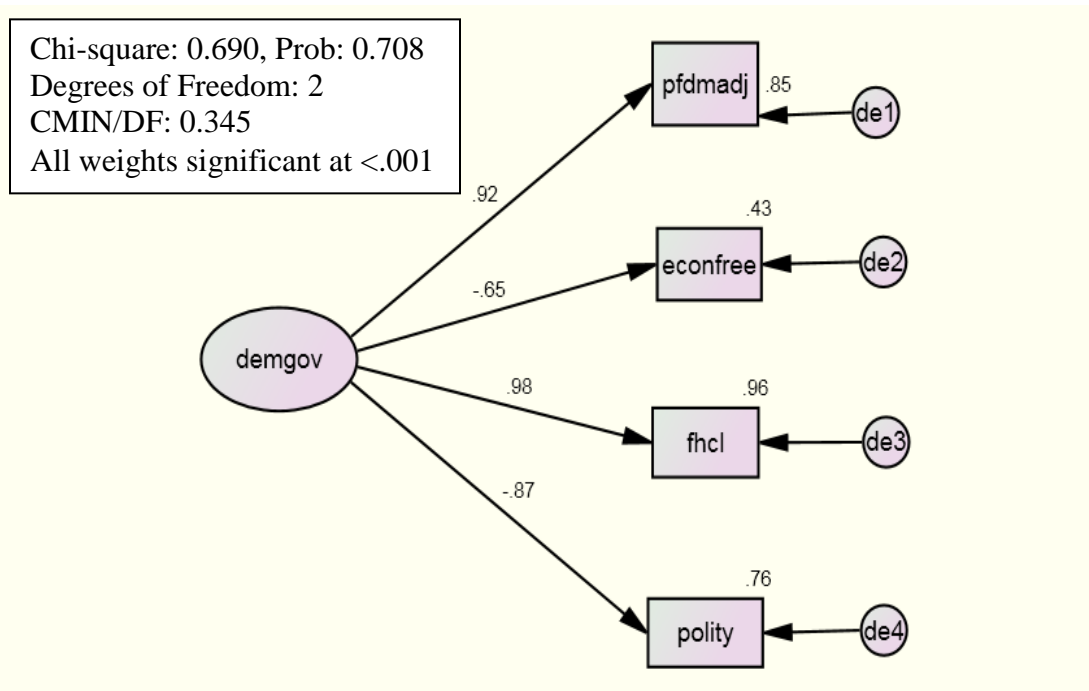 Chi-square: 0.690, Prob: 0.708
Degrees of Freedom: 2
CMIN/DF: 0.345
All weights significant at <.001
pfdmadj
.85
de1
.92
.43
econfree
de2
-.65
demgov
.98
.96
fhcl
de3
-.87
.76
polity
de4